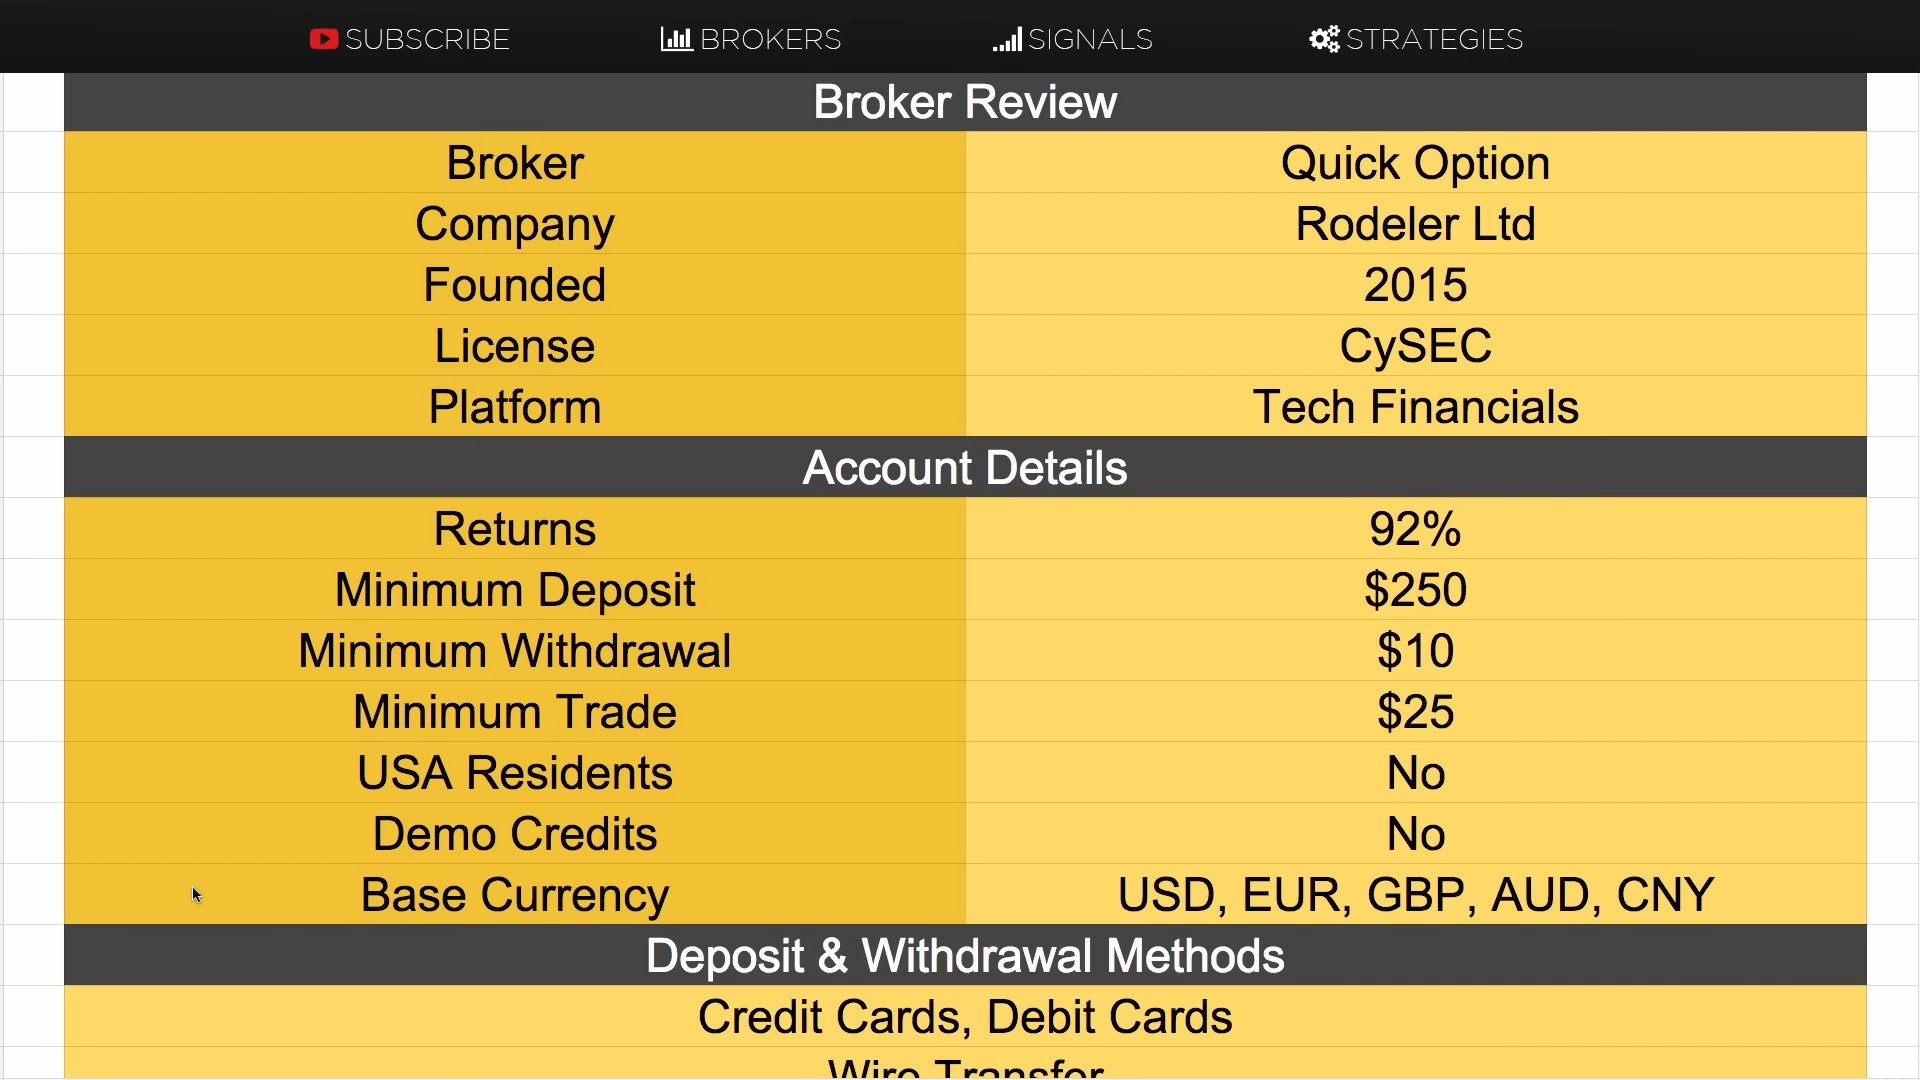 SUBSCRIBE BROKERS SIGNALS STRATEGIES
Broker Review
Broker Quick Option
Company Rodeler Ltd
Founded 2015
License CySEC
Platform Tech Financials
Account Details
Returns 92%
Minimum Deposit $250
Minimum Withdrawal $10
Minimum Trade $25
USA Residents No
Demo Credits No
Base Currency USD, EUR, GBP, AUD, CNY
Deposit & Withdrawal Methods
Credit Cards, Debit Cards
Wire Transfer